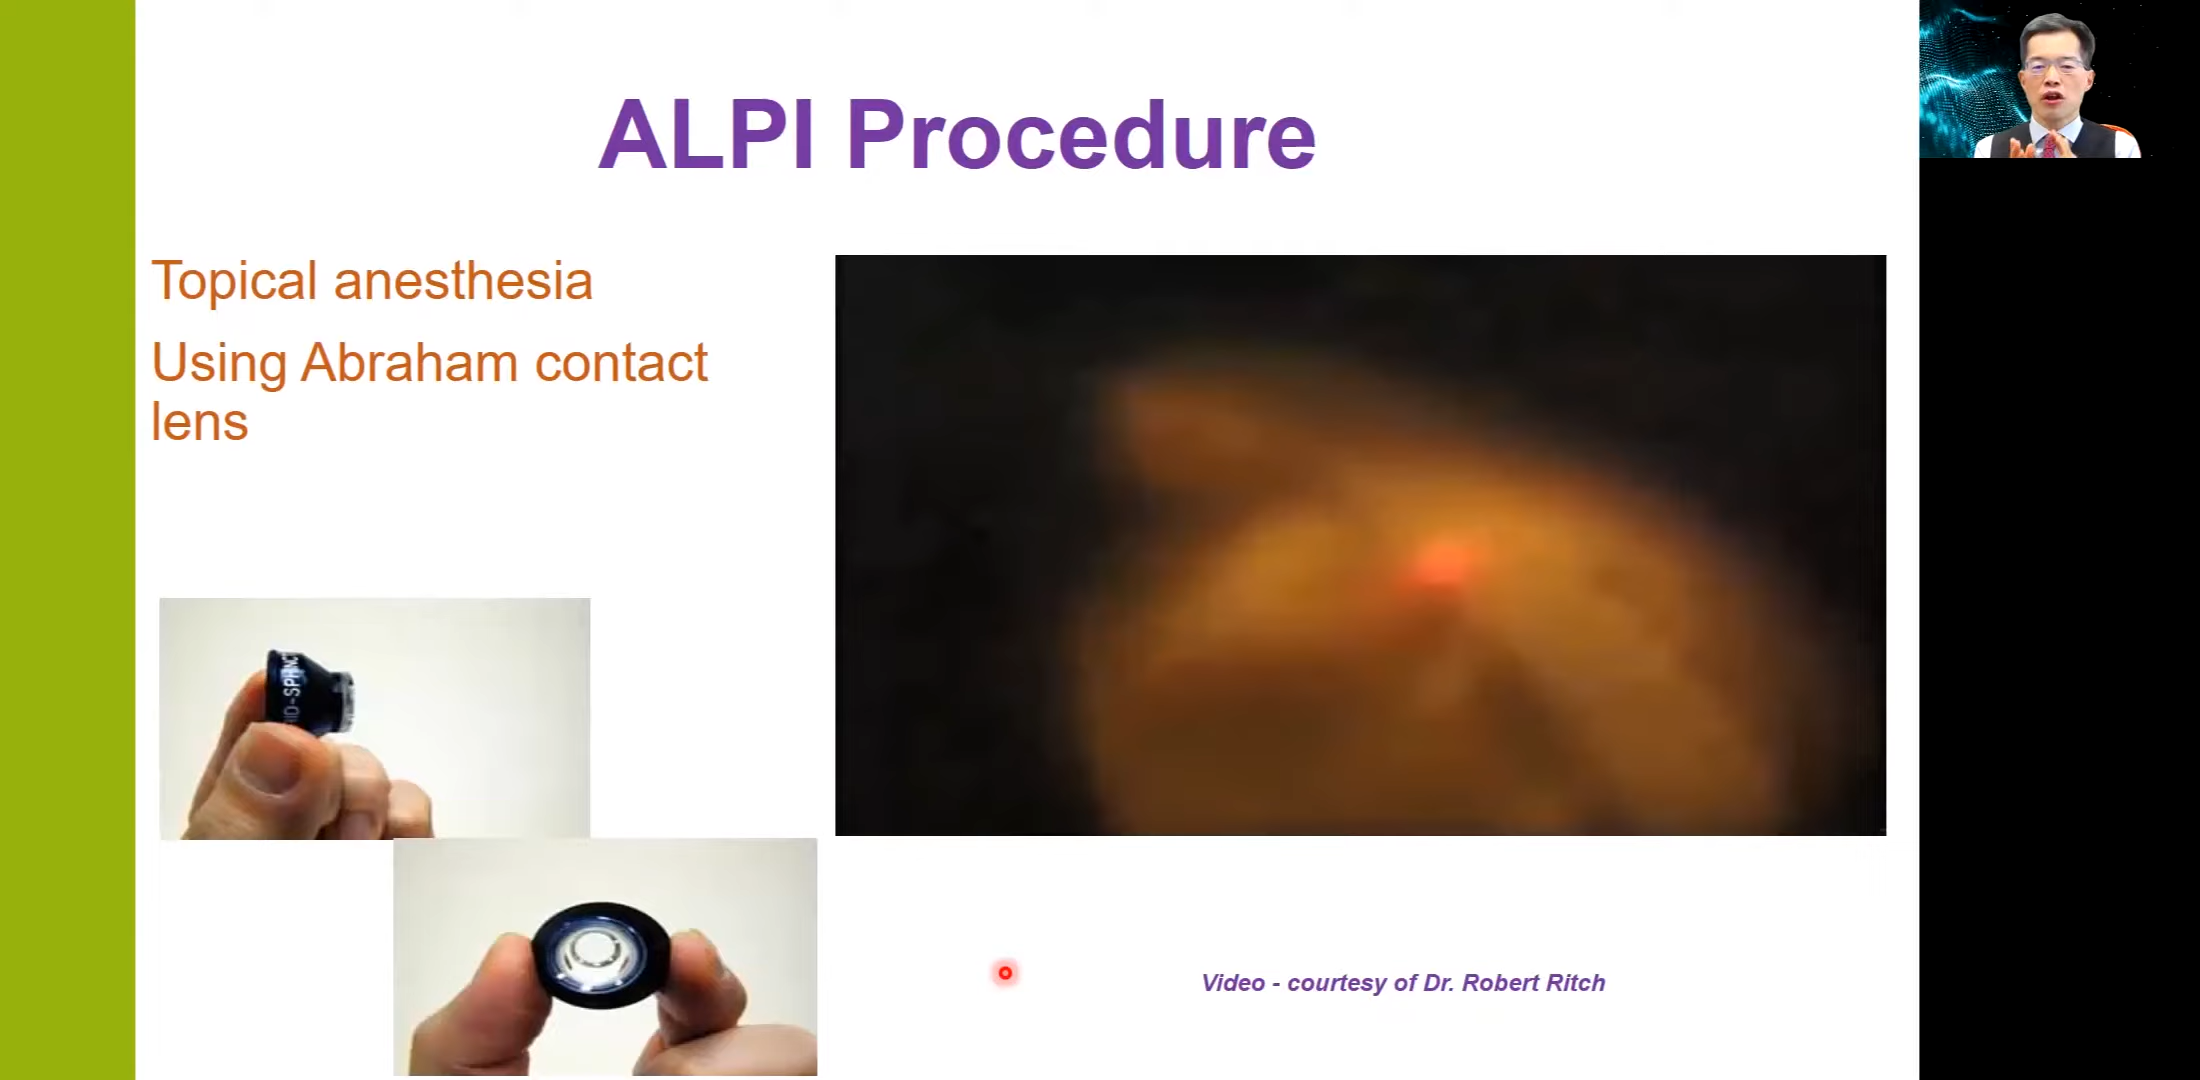 ALPI Procedure
Topical anesthesia
Using Abraham contact
lens
Video - courtesy of Dr. Robert Ritch